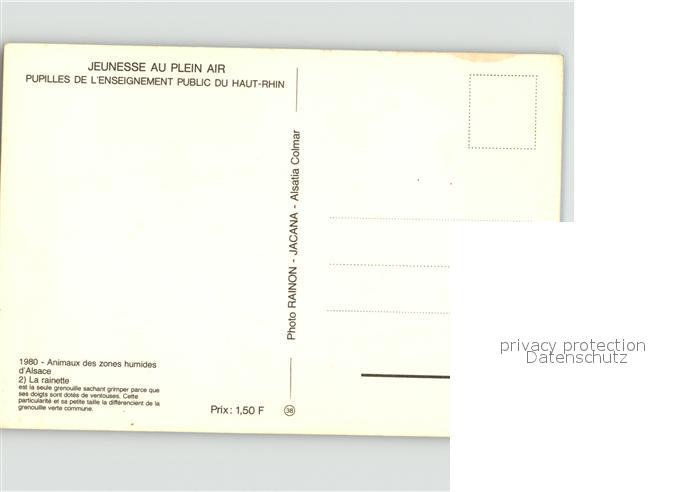 JEUNESSE AU PLEIN AIR
PUPILLES DE L'ENSEIGNEMENT PUBLIC DU HAUT-RHIN
Photo RAINON - JACANA - Alsatia Colmar
1980 - Animaux des zones humides
d'Alsace
2) La rainette
est la seule grenouille sachant grimper parce que
ses doigts sont dotés de ventouses. Cette
particularité et sa petite taille la différencient de la
grenouille verte commune.
Prix : 1,50 F
38
privacy protection
Datenschutz